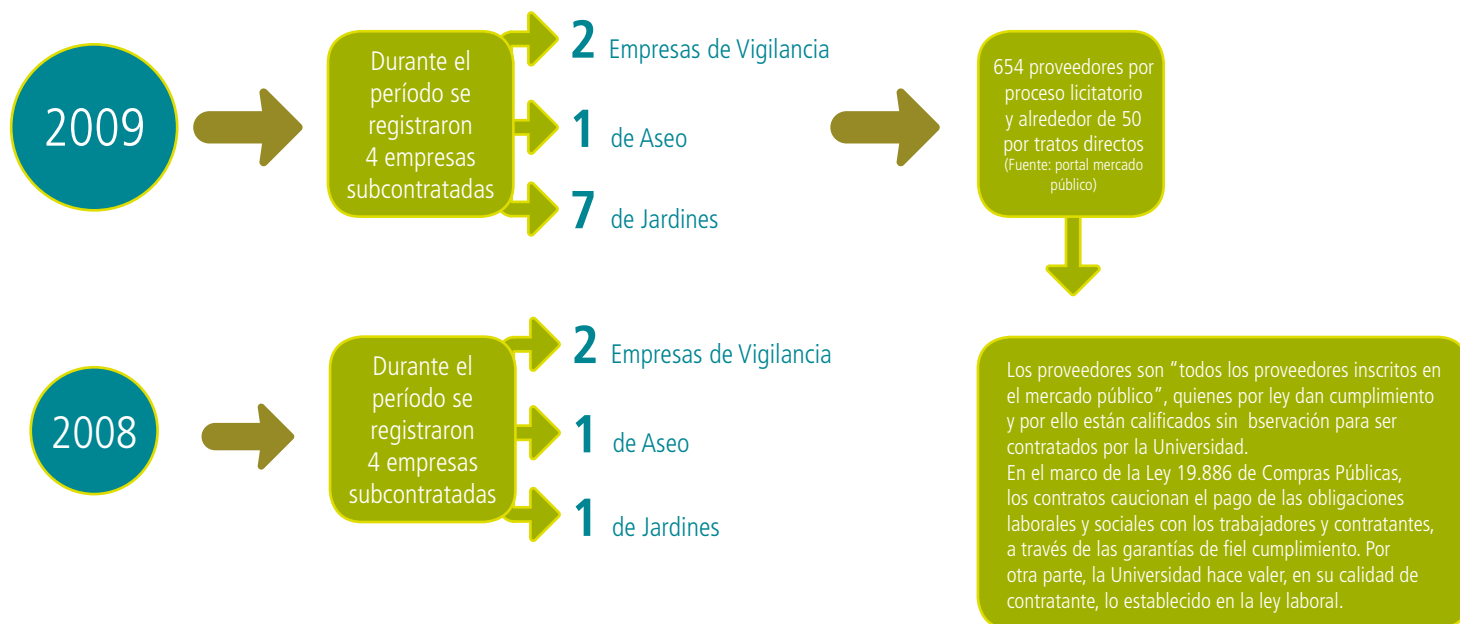 2009
Durante el
período se
registraron
4 empresas
subcontratadas
2 Empresas de Vigilancia
1 de Aseo
7 de Jardines
654 proveedores por
proceso licitatorio
y alrededor de 50
por tratos directos
(Fuente: portal mercado
público)
2008
Durante el
período se
registraron
4 empresas
subcontratadas
2 Empresas de Vigilancia
1 de Aseo
1 de Jardines
Los proveedores son "todos los proveedores inscritos en
el mercado público", quienes por ley dan cumplimiento
y por ello están calificados sin bservación para ser
contratados por la Universidad.
En el marco de la Ley 19.886 de Compras Públicas,
los contratos caucionan el pago de las obligaciones
laborales y sociales con los trabajadores y contratantes,
a través de las garantías de fiel cumplimiento. Por
otra parte, la Universidad hace valer, en su calidad de
contratante, lo establecido en la ley laboral.